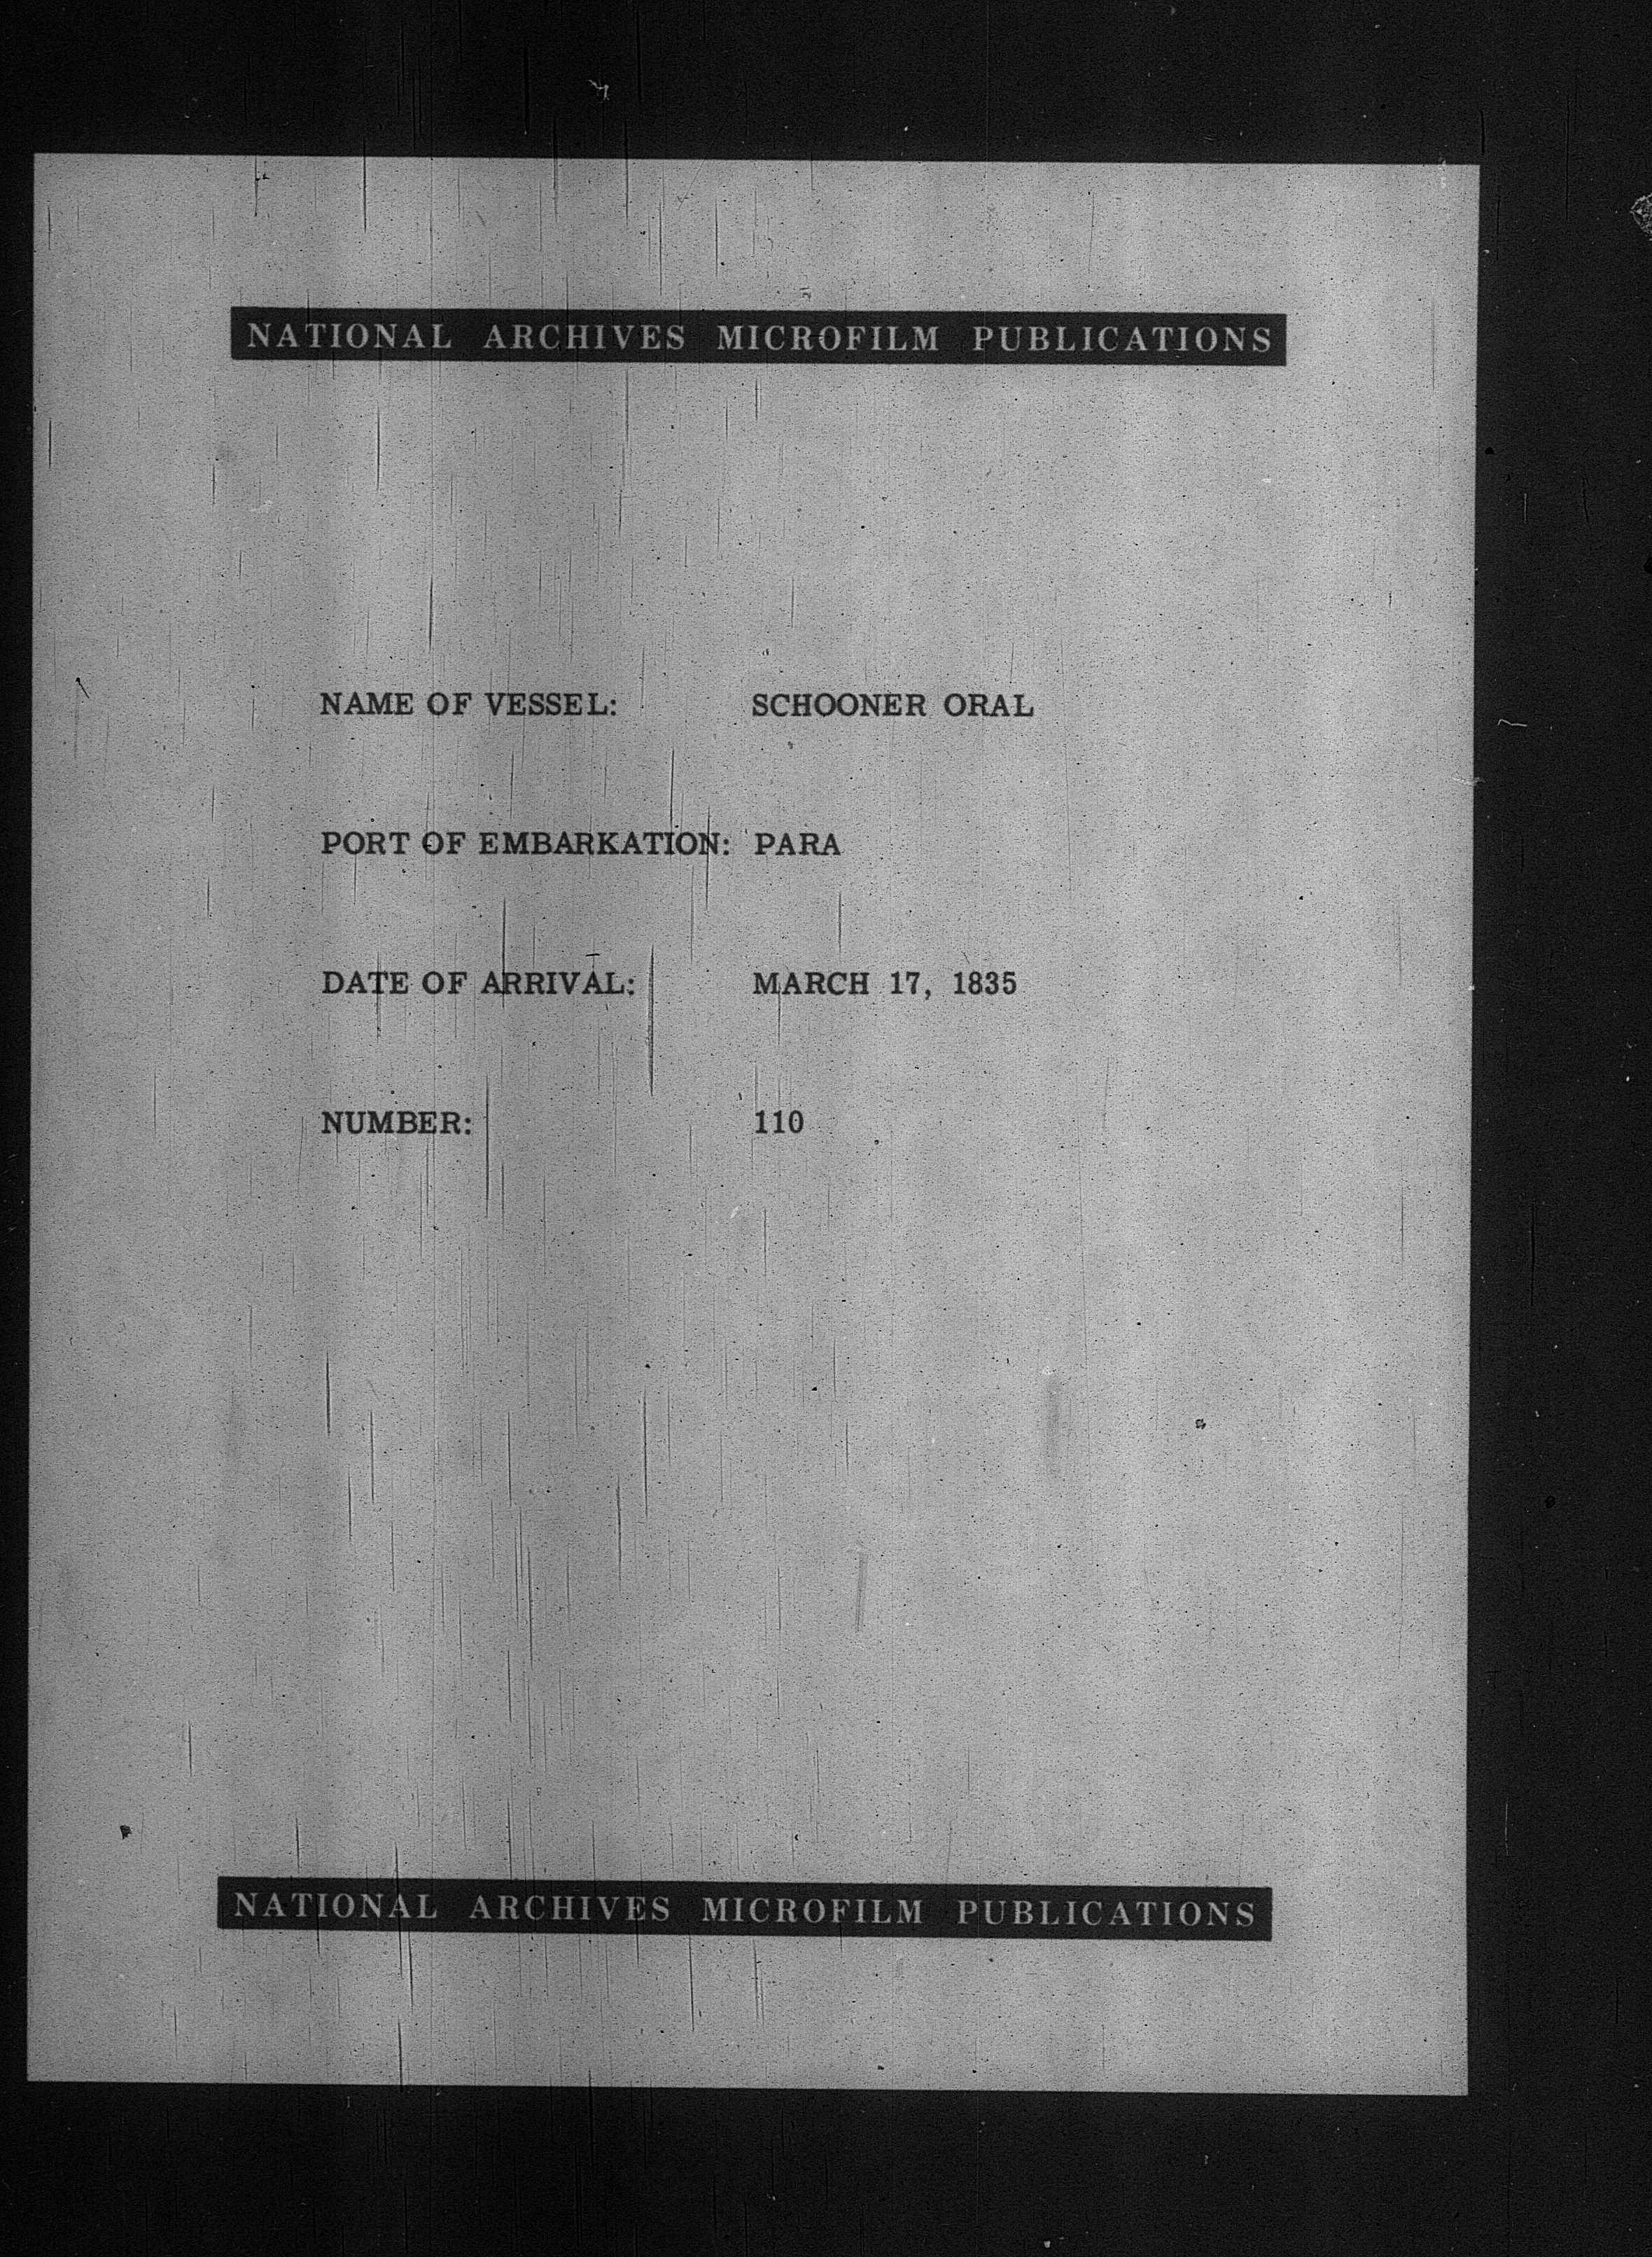 NATIONAL ARCHIVES MICROFILM PUBLICATIONS
NAME OF VESSEL: SCHOONER ORAL
PORT OF EMBARKATION: PARA
DATE OF ARRIVAL: MARCH 17, 1835
NUMBER: 110
NATIONAL ARCHIVES MICROFILM PUBLICATIONS